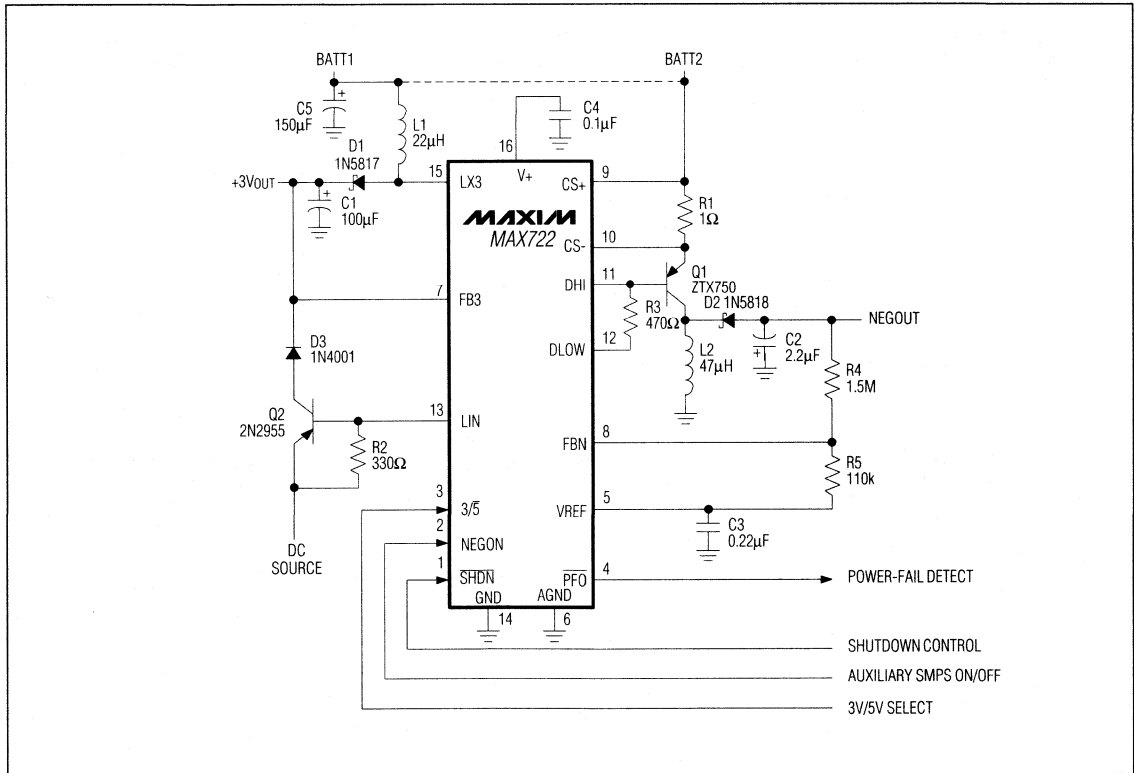 BATT1
BATT2
C5
150µF
L1
22µH
C4
0.1µF
D1
1N5817
16
V+
+3VOUT
15
LX3
CS+
9
C1
100µF
R1
1Ω
MAXIM
MAX722
CS-
10
DHI
11
Q1
ZTX750
D2 1N5818
7
FB3
R3
470Ω
NEGOUT
DLOW
12
C2
2.2µF
D3
1N4001
L2
47µH
R4
1.5M
Q2
2N2955
13
LIN
FBN
8
R2
330Ω
R5
110k
3
3/5
VREF
5
2
NEGON
C3
0.22µF
DC
SOURCE
1
SHDN
PFO
4
POWER-FAIL DETECT
GND
AGND
14
6
SHUTDOWN CONTROL
AUXILIARY SMPS ON/OFF
3V/5V SELECT